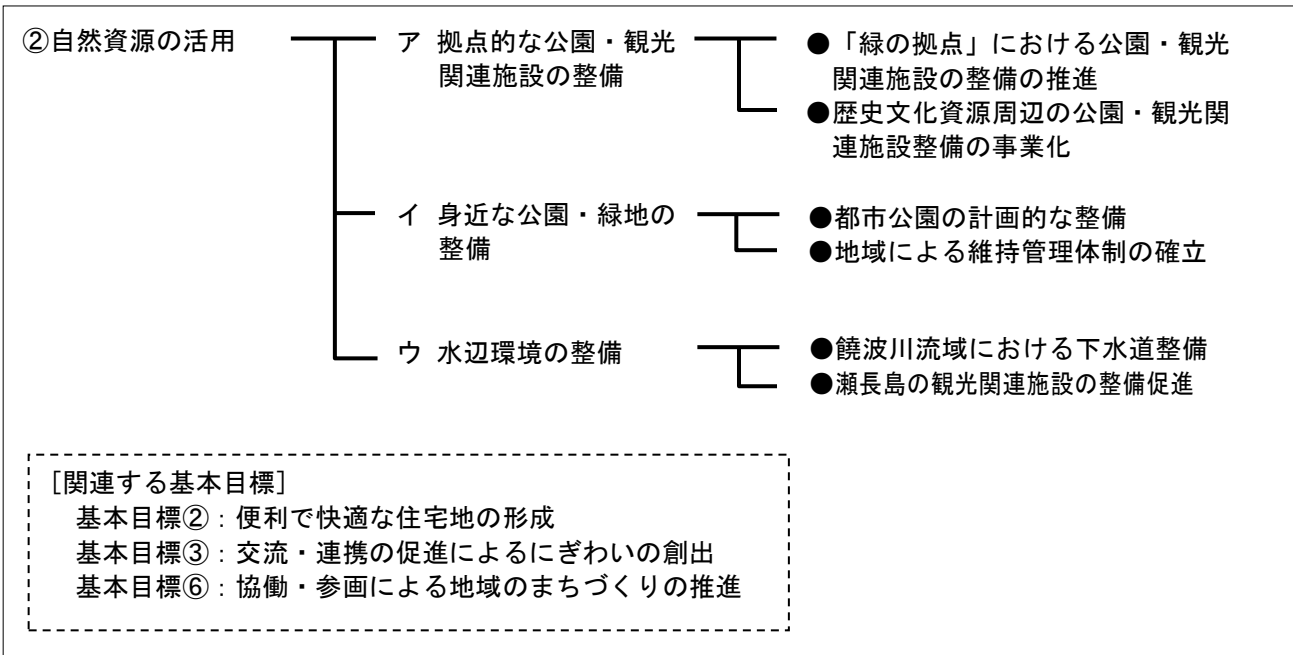 ②自然資源の活用
ア 拠点的な公園・観光
関連施設の整備
●「緑の拠点」における公園・観光
関連施設の整備の推進
●歴史文化資源周辺の公園・観光関
連施設整備の事業化
イ 身近な公園・緑地の
整備
●都市公園の計画的な整備
●地域による維持管理体制の確立
ウ 水辺環境の整備
●饒波川流域における下水道整備
●瀬長島の観光関連施設の整備促進
[関連する基本目標]
基本目標②:便利で快適な住宅地の形成
基本目標③:交流・連携の促進によるにぎわいの創出
基本目標⑥:協働・参画による地域のまちづくりの推進